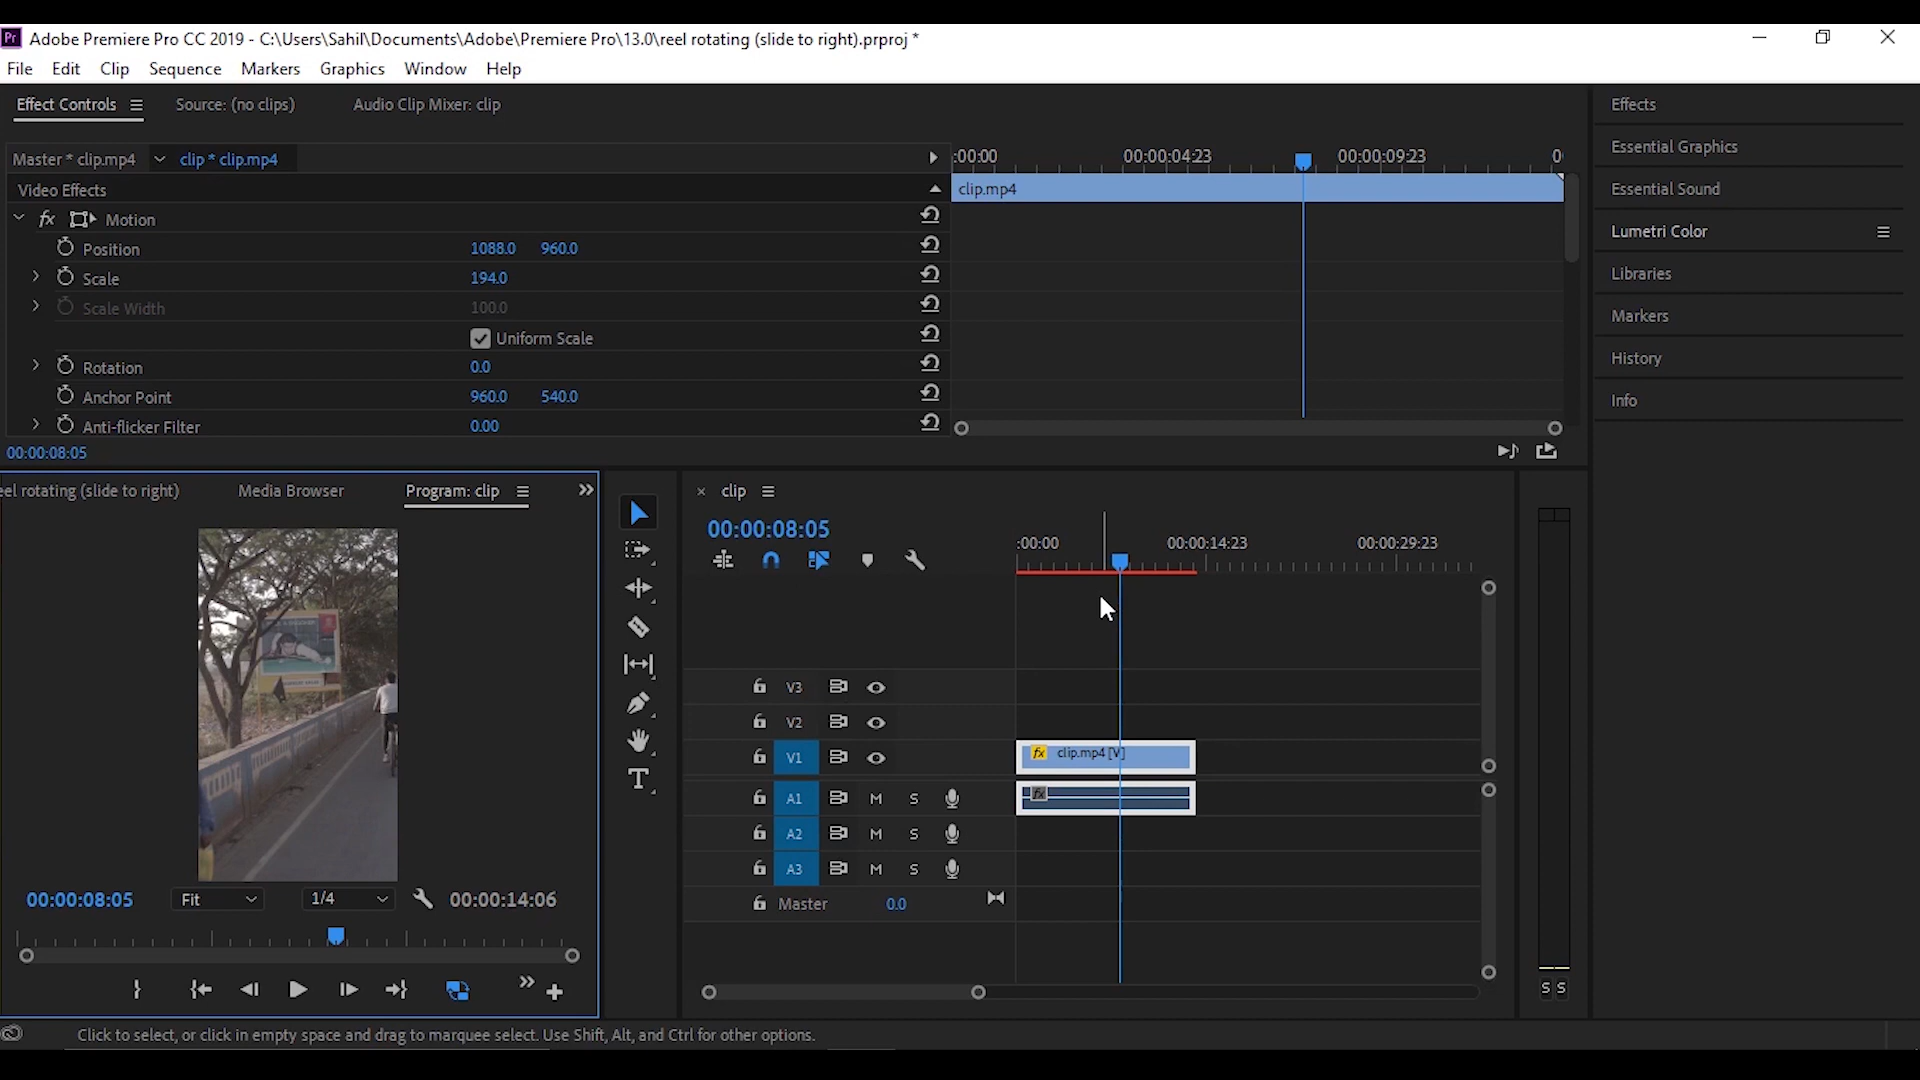 Pr Adobe Premiere Pro CC 2019 - C:\Users\Sahil\Documents\Adobe\Premiere Pro\13.0\reel rotating (slide to right).prproj *
File Edit Clip Sequence Markers Graphics Window Help
Effect Controls Source: (no clips) Audio Clip Mixer: clip
Master * clip.mp4 clip * clip.mp4
:00:00 00:00:04:23 00:00:09:23
Video Effects
clip.mp4
fx Motion
Position 1088.0 960.0
Scale 194.0
Scale Width 100.0
Uniform Scale
Rotation 0.0
Anchor Point 960.0 540.0
Anti-flicker Filter 0.00
00:00:08:05
Effects
Essential Graphics
Essential Sound
Lumetri Color
Libraries
Markers
History
Info
eel rotating (slide to right) Media Browser Program: clip
00:00:08:05 Fit 1/4 00:00:14:06
clip
00:00:08:05
:00:00 00:00:14:23 00:00:29:23
V3
V2
V1 fx clip.mp4 [V]
A1 M S fx
A2 M S
A3 M S
Master 0.0
S S
Click to select, or click in empty space and drag to marquee select. Use Shift, Alt, and Ctrl for other options.